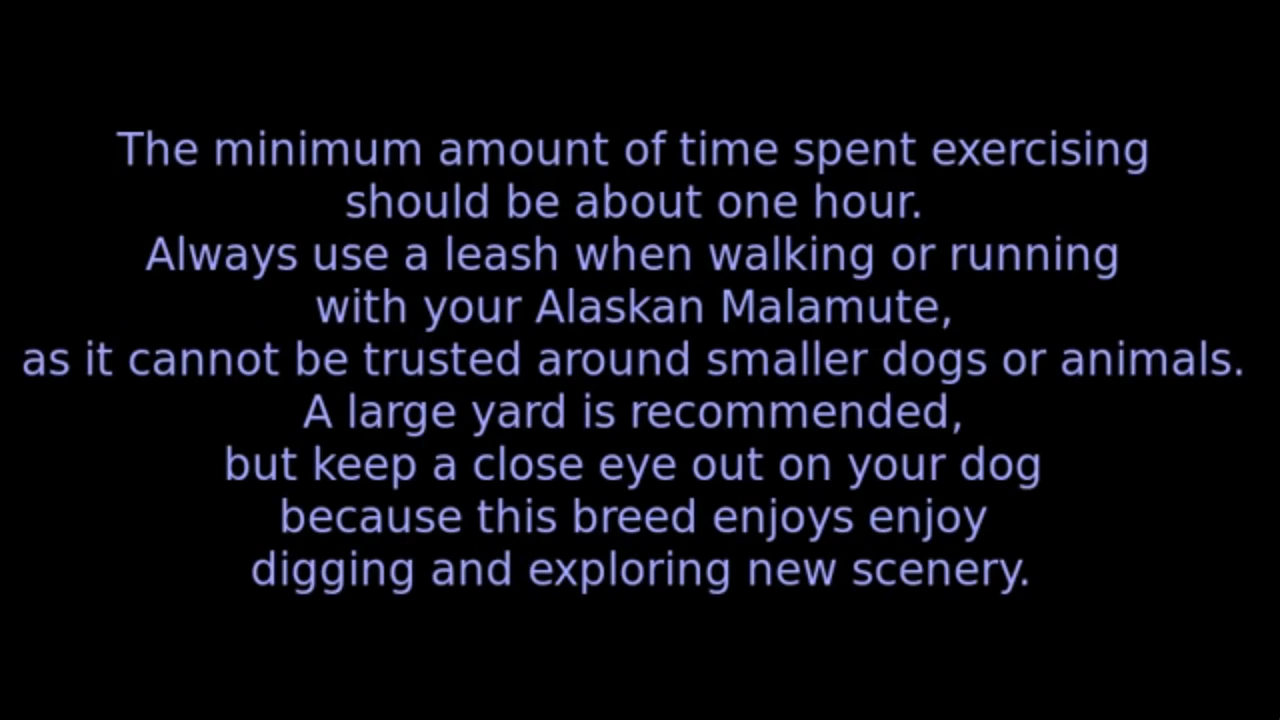 The minimum amount of time spent exercising
should be about one hour.
Always use a leash when walking or running
with your Alaskan Malamute,
as it cannot be trusted around smaller dogs or animals.
A large yard is recommended,
but keep a close eye out on your dog
because this breed enjoys enjoy
digging and exploring new scenery.